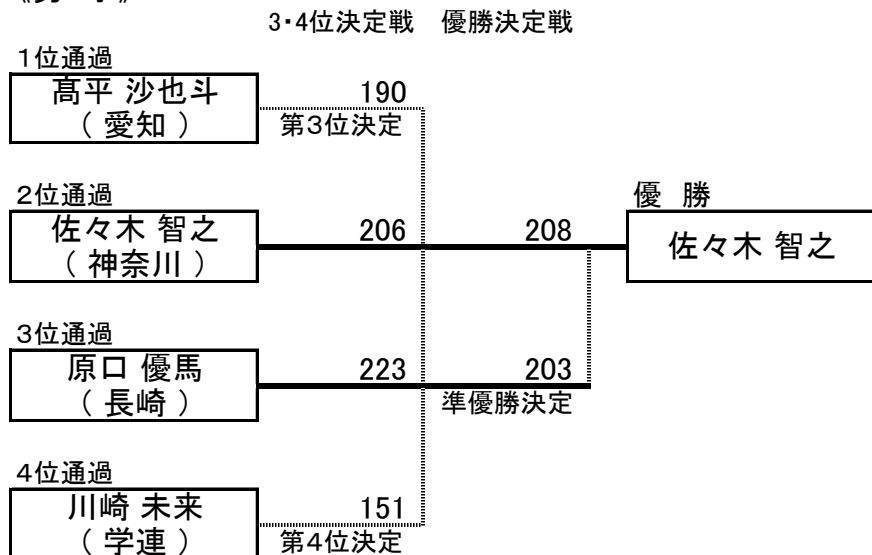 3・4位決定戦 優勝決定戦
1位通過
髙平 沙也斗
( 愛知 )
190
第3位決定
2位通過
佐々木 智之
( 神奈川 )
206
208
優 勝
佐々木 智之
3位通過
原口 優馬
( 長崎 )
223
203
準優勝決定
4位通過
川崎 未来
( 学連 )
151
第4位決定